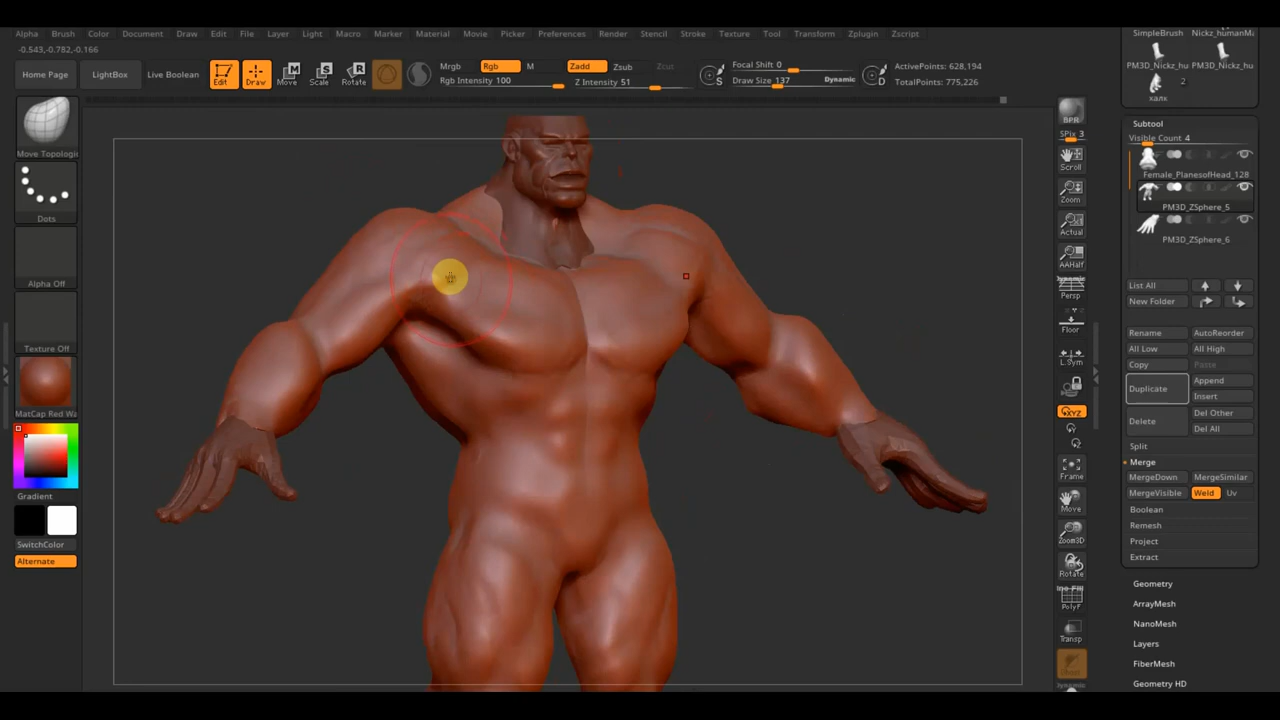 Alpha Brush Color Document Draw Edit File Layer Light Macro Marker Material Movie Picker Preferences Render Stencil Stroke Texture Tool Transform Zplugin Zscript
-0.543,-0.782,-0.166
Home Page
LightBox
Live Boolean
Edit
Draw
Move
Scale
Rotate
Mrgb Rgb M
Rgb Intensity 100
Zadd Zsub Zcut
Z Intensity 51
Focal Shift 0
Draw Size 137 Dynamic
ActivePoints: 628,194
TotalPoints: 775,226
Move Topologic
Dots
Alpha Off
Texture Off
MatCap Red Wa
Gradient
SwitchColor
Alternate
BPR
SPix 3
Scroll
Zoom
Actual
AAHalf
Dynamic
Persp
Floor
L.Sym
XYZ
Frame
Move
Zoom3D
Rotate
PolyF
Transp
Dynamic
SimpleBrush Nickz_humanMa
PM3D_Nickz_hu PM3D_Nickz_hu
2
калк
Subtool
Visible Count 4
Female_PlanesofHead_128
PM3D_ZSphere_5
PM3D_ZSphere_6
List All
New Folder
Rename AutoReorder
All Low All High
Copy Paste
Duplicate Append
Insert
Delete Del Other
Del All
Split
Merge
MergeDown MergeSimilar
MergeVisible Weld Uv
Boolean
Remesh
Project
Extract
Geometry
ArrayMesh
NanoMesh
Layers
FiberMesh
Geometry HD